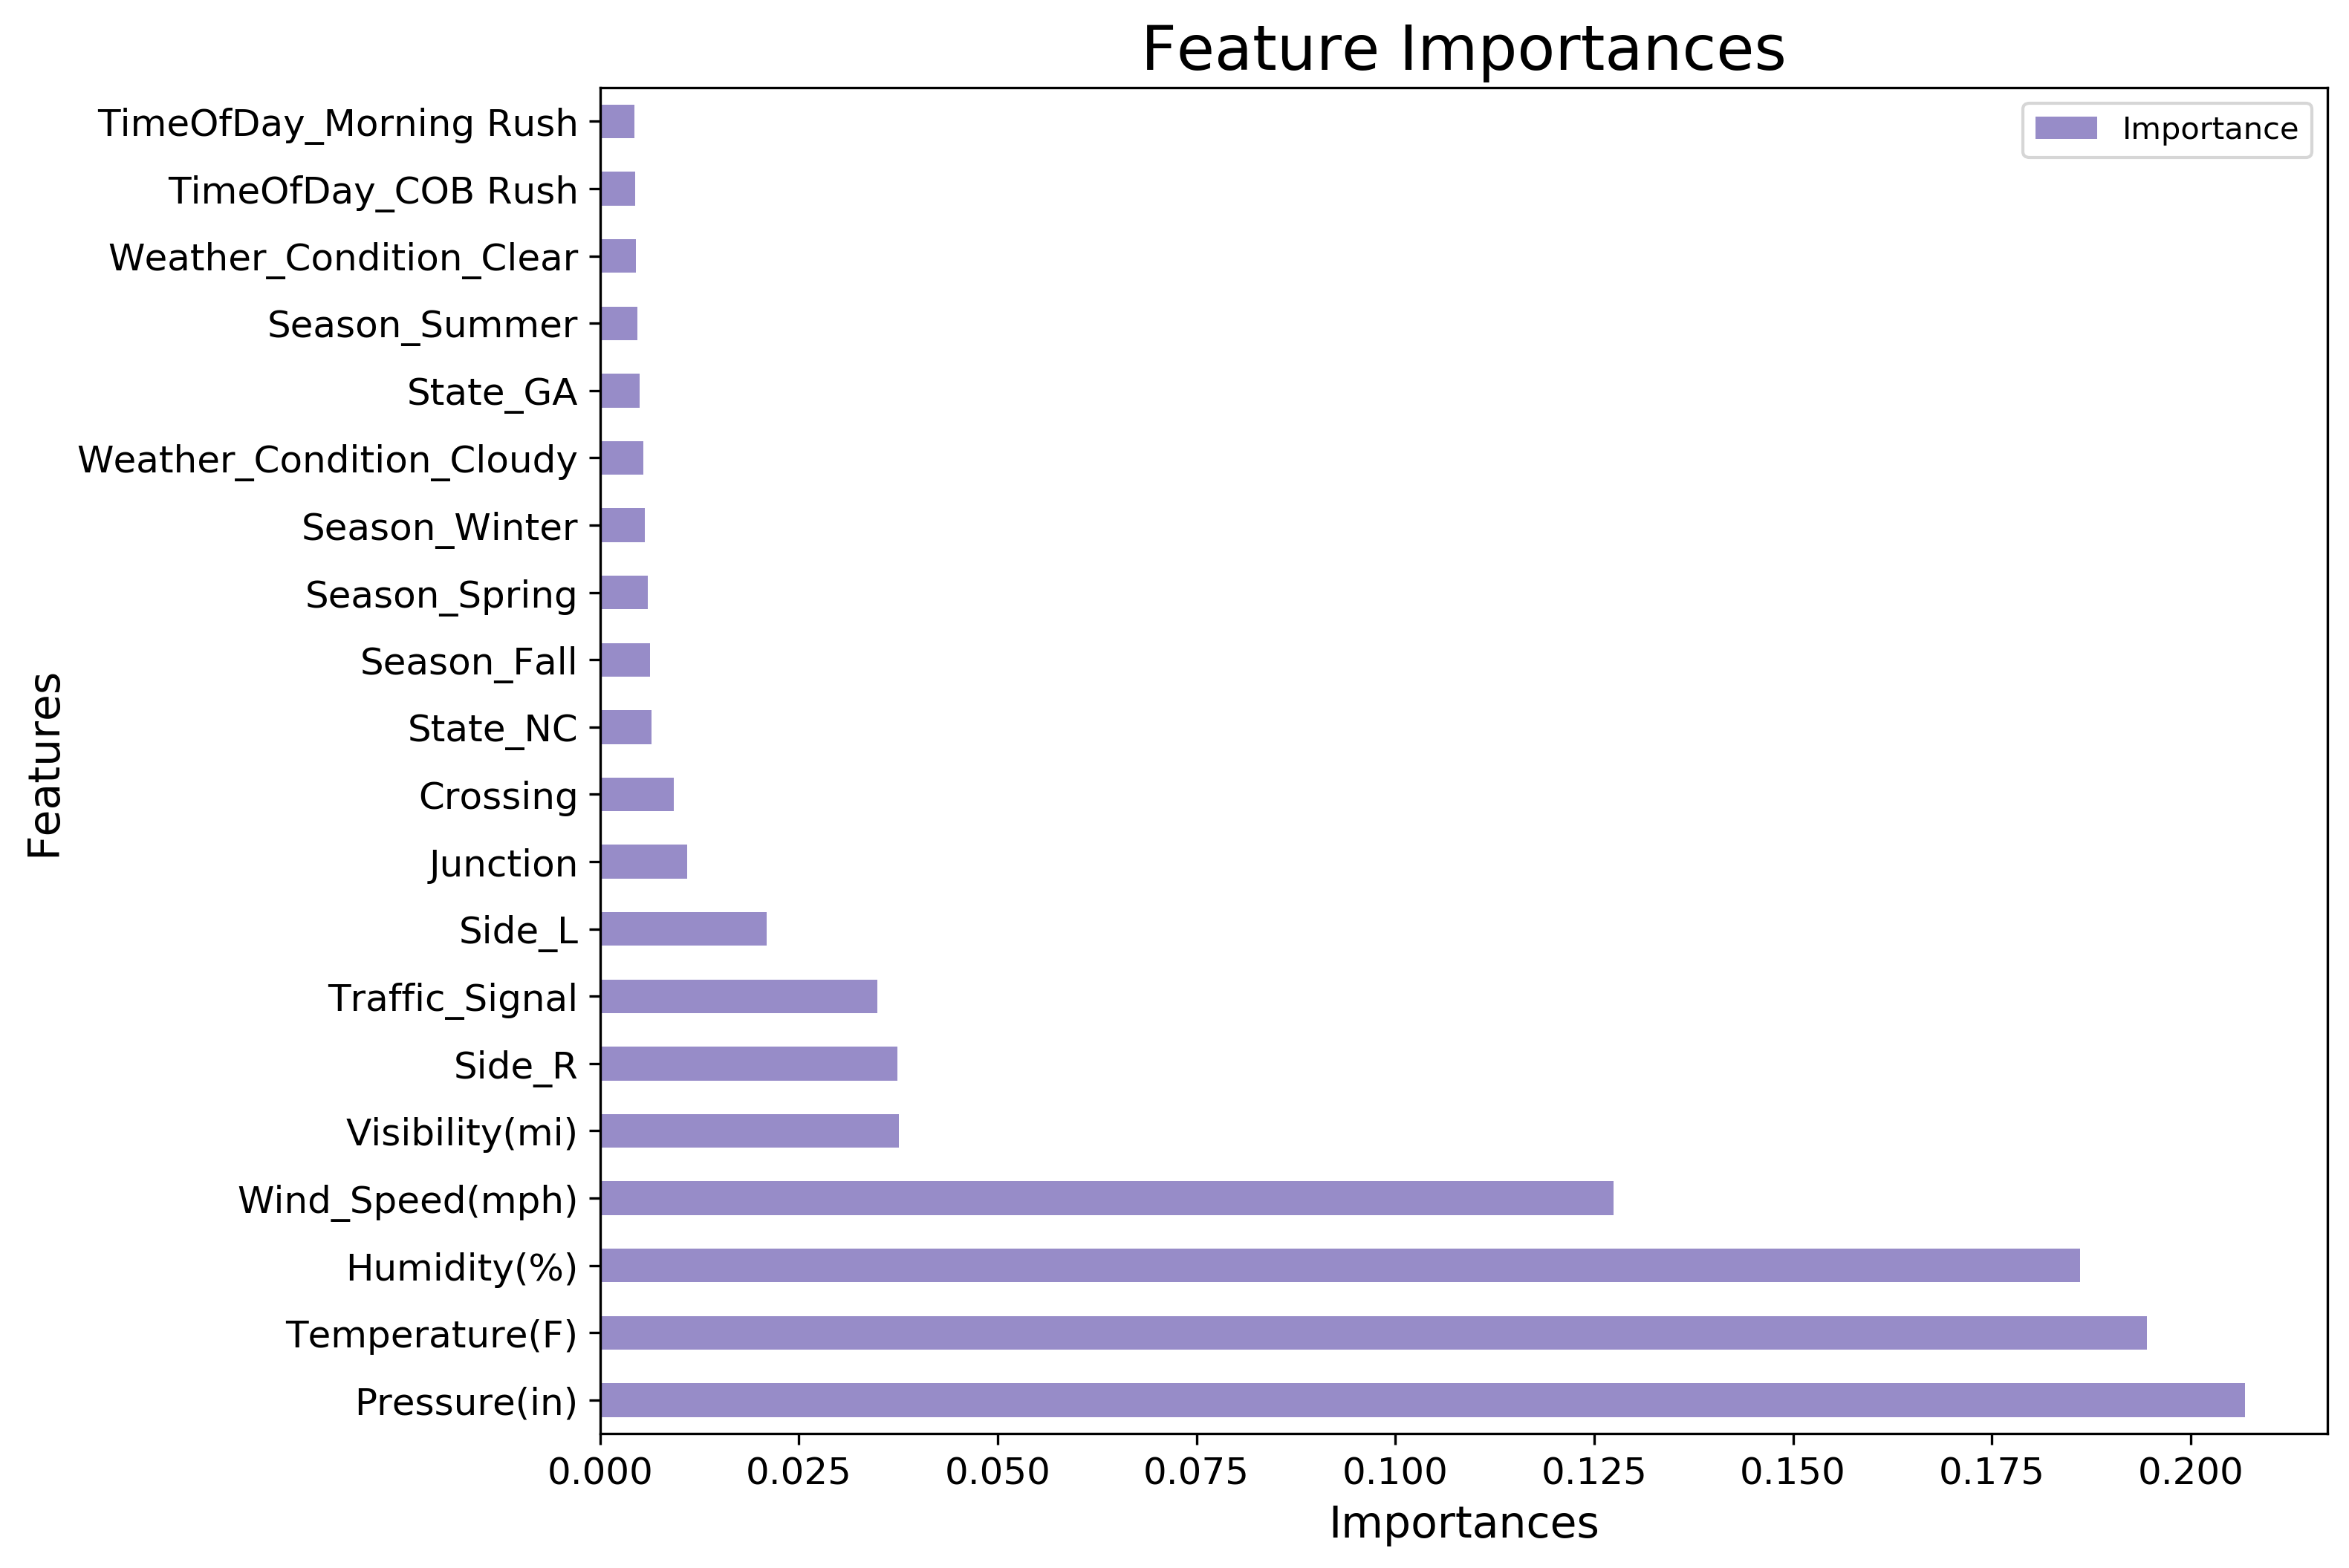 Feature Importances
Importance
TimeOfDay_Morning Rush
TimeOfDay_COB Rush
Weather_Condition_Clear
Season_Summer
State_GA
Weather_Condition_Cloudy
Season_Winter
Season_Spring
Season_Fall
State_NC
Crossing
Junction
Side_L
Traffic_Signal
Side_R
Visibility(mi)
Wind_Speed(mph)
Humidity(%)
Temperature(F)
Pressure(in)
Features
0.000 0.025 0.050 0.075 0.100 0.125 0.150 0.175 0.200
Importances